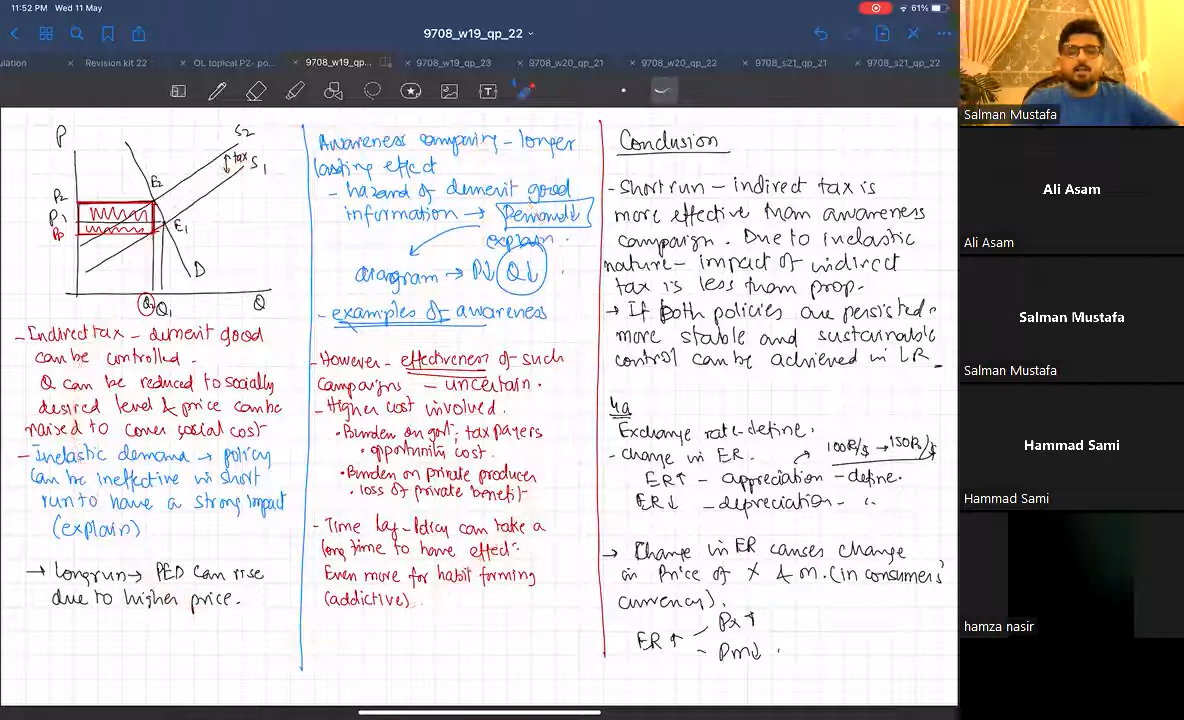 11:52 PM Wed 11 May
61%
9708_w19_qp_22
ulation
Revision kit 22
OL topical P2- po...
9708_w19_qp...
9708_w19_qp_23
9708_w20_qp_21
9708_w20_qp_22
9708_s21_qp_21
9708_s21_qp_22
P
S2
tax
S1
P2
E2
P1
E1
Pp
D
Q2 Q1
Q
- Indirect tax - demerit good
can be controlled.
Q can be reduced to socially
desired level & price can be
raised to cover social cost
- Inelastic demand → policy
can be ineffective in short
run to have a strong impact
(explain)
→ Longrun → PED can rise
due to higher price.
Awareness campaing - longer
lasting effect
- hazard of demerit good
information → Demand↓
explain.
diagram → P↓ Q↓
- examples of awareness
- However - effectiveness of such
campaigns - uncertain.
- Higher cost involved.
• Burden on govt; tax payers
• opportunity cost.
• Burden on private producer
• loss of private benefit-
- Time lag - Policy can take a
long time to have effect.
Even more for habit forming
(addictive).
Conclusion
- Short run - indirect tax is
more effective than awareness
campaign. Due to inelastic
nature - impact of indirect
tax is less than prop.
→ If both policies are persisted.
more stable and sustainable
control can be achieved in LR.
4a
Exchange rate - define.
- change in ER. 100R/$ → 150R/$
ER↑ - appreciation - define.
ER↓ - depreciation - "
→ Change in ER causes change
in Price of X & M. (in consumers'
currency).
ER↑ - Px↑
- Pm↓
Salman Mustafa
Ali Asam
Ali Asam
Salman Mustafa
Salman Mustafa
Hammad Sami
Hammad Sami
hamza nasir